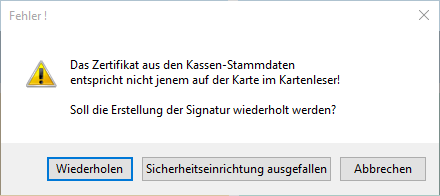 Fehler !
Das Zertifikat aus den Kassen-Stammdaten
entspricht nicht jenem auf der Karte im Kartenleser!
Soll die Erstellung der Signatur wiederholt werden?
Wiederholen Sicherheitseinrichtung ausgefallen Abbrechen